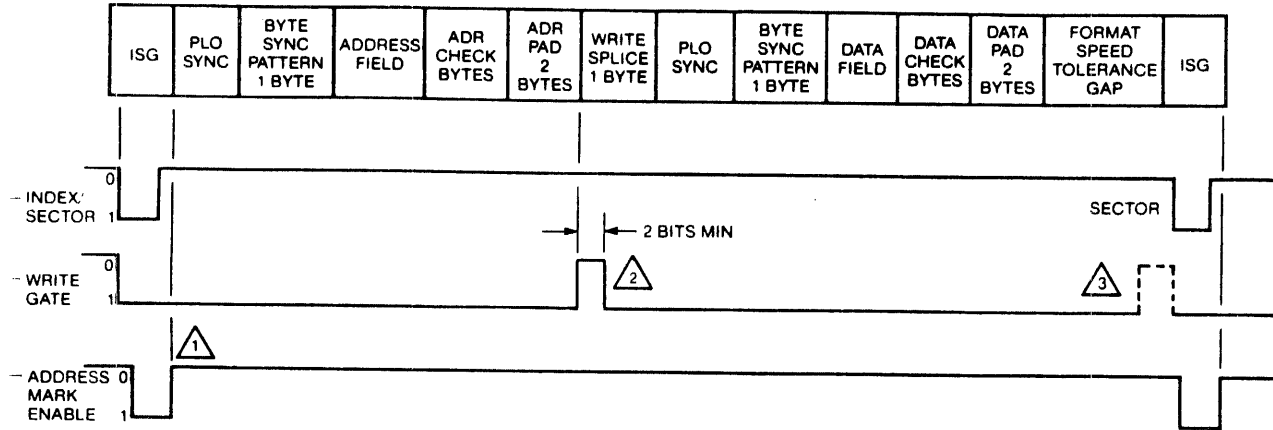 ISG
PLO
SYNC
BYTE
SYNC
PATTERN
1 BYTE
ADDRESS
FIELD
ADR
CHECK
BYTES
ADR
PAD
2
BYTES
WRITE
SPLICE
1 BYTE
PLO
SYNC
BYTE
SYNC
PATTERN
1 BYTE
DATA
FIELD
DATA
CHECK
BYTES
DATA
PAD
2
BYTES
FORMAT
SPEED
TOLERANCE
GAP
ISG
0
– INDEX/
SECTOR 1
SECTOR
2 BITS MIN
0
– WRITE
GATE 1
2
3
1
– ADDRESS 0
MARK
ENABLE 1